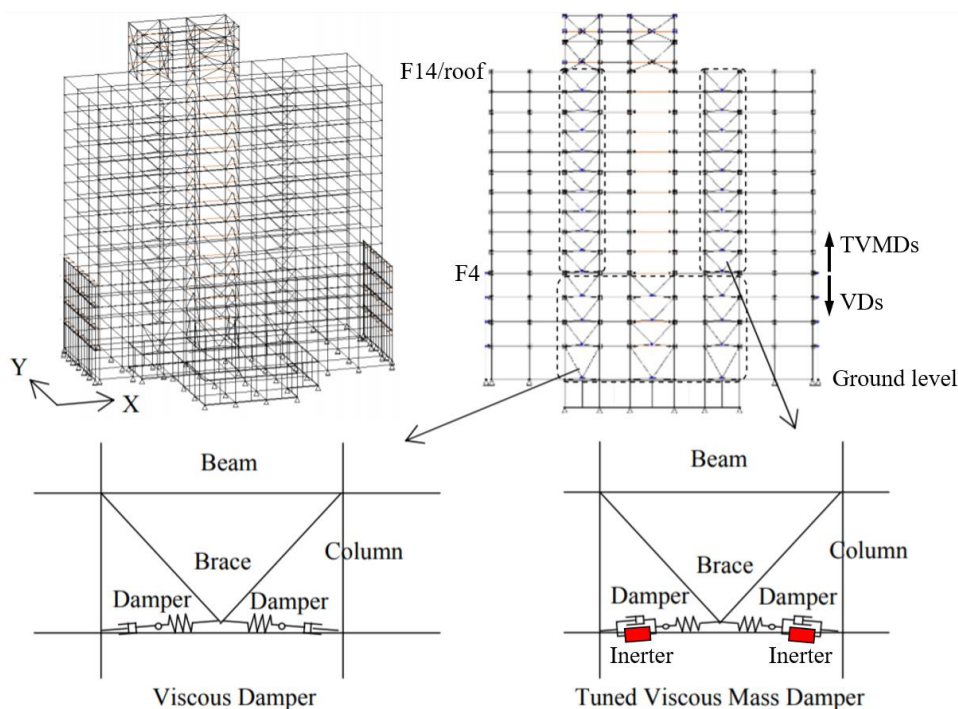 F14/roof
TVMDs
F4
VDs
Ground level
Y
X
Beam
Brace
Column
Damper
Damper
Viscous Damper
Beam
Brace
Column
Damper
Damper
Inerter
Inerter
Tuned Viscous Mass Damper